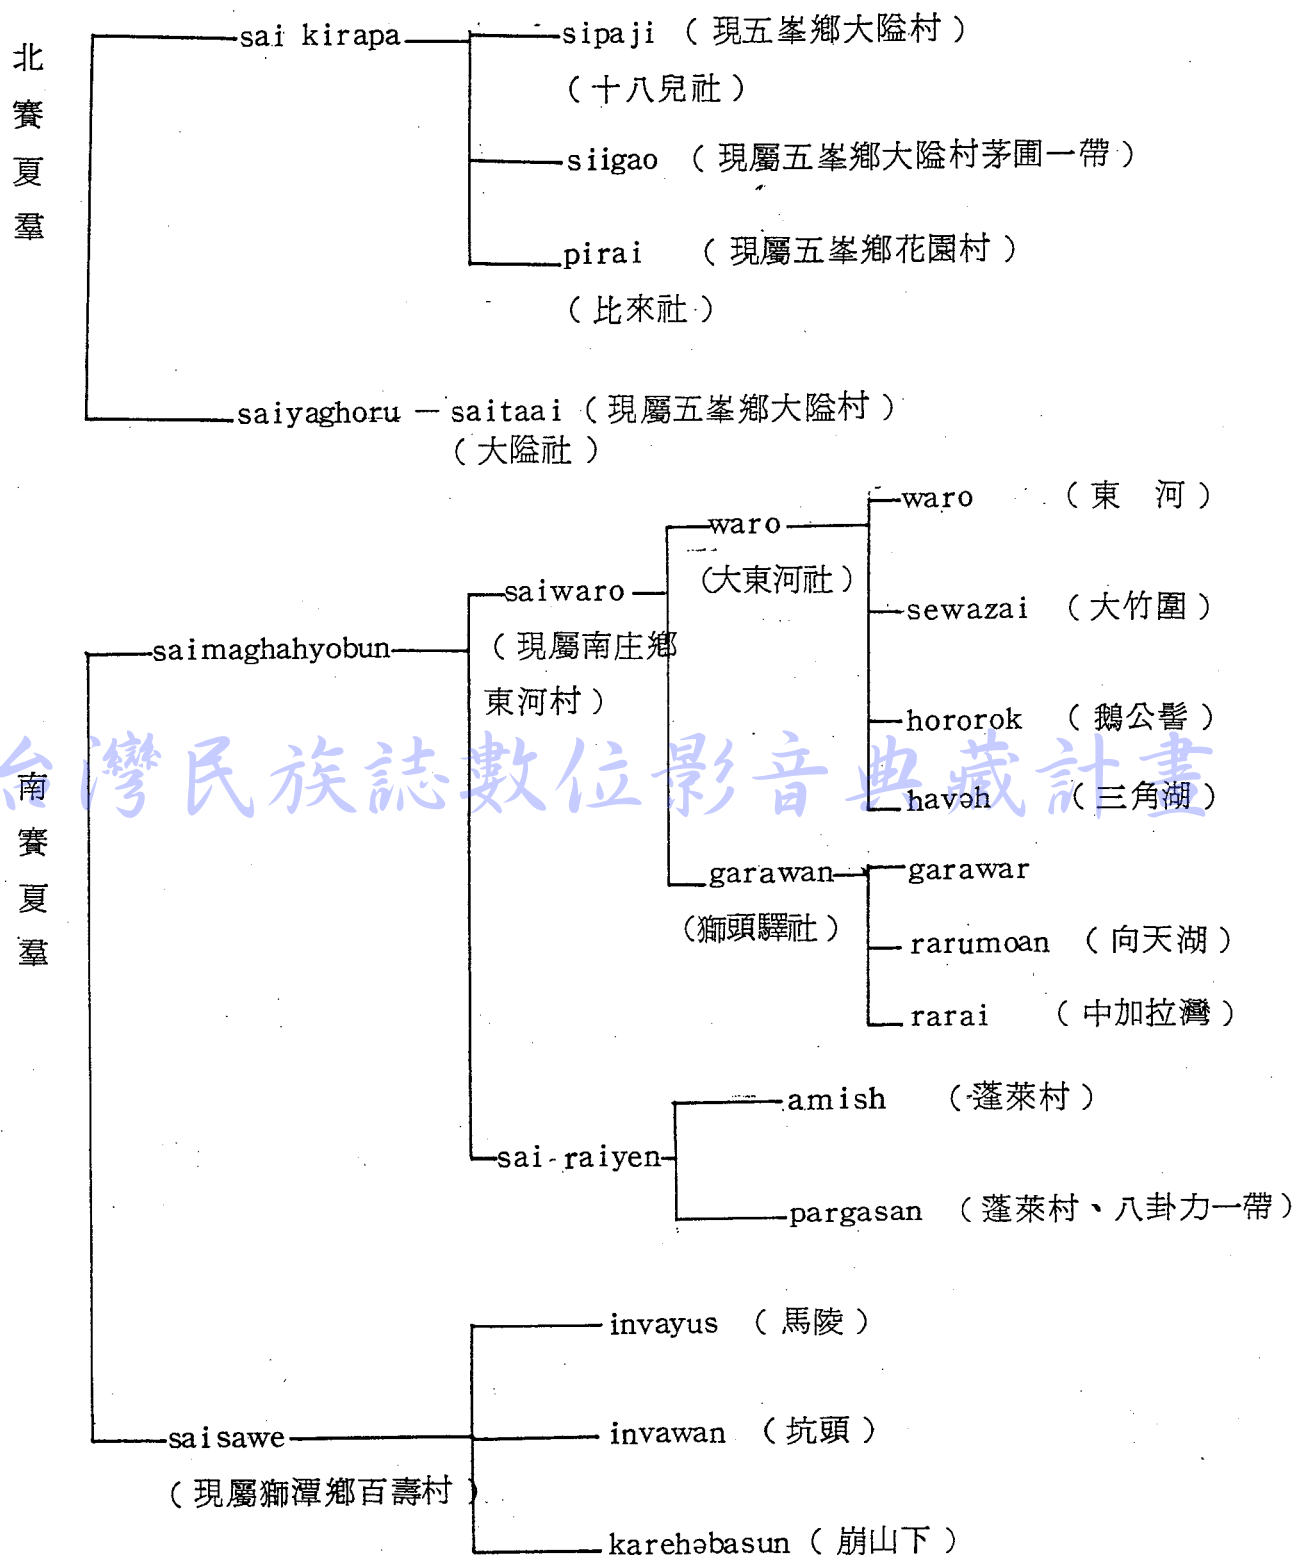 北賽夏羣
sai kirapa
sipaji （現五峯鄉大隘村）
（十八兒社）
siigao （現屬五峯鄉大隘村茅圃一帶）
pirai （現屬五峯鄉花園村）
（比來社）
saiyaghoru － saitaai（現屬五峯鄉大隘村）
（大隘社）
南賽夏羣
saimaghahyobun
saiwaro
（現屬南庄鄉
東河村）
waro
（大東河社）
waro （東 河）
sewazai （大竹圍）
hororok （鵝公髻）
havəh （三角湖）
garawan
（獅頭驛社）
garawar
rarumoan （向天湖）
rarai （中加拉灣）
sai-raiyen
amish （蓬萊村）
pargasan （蓬萊村、八卦力一帶）
saisawe
（現屬獅潭鄉百壽村）
invayus （馬陵）
invawan （坑頭）
karehəbasun（崩山下）
台灣民族誌數位影音典藏計畫